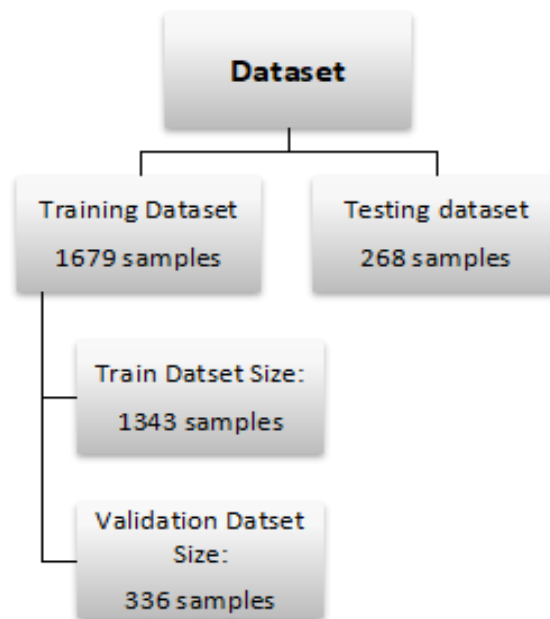 Dataset
Training Dataset
1679 samples
Testing dataset
268 samples
Train Datset Size:
1343 samples
Validation Datset
Size:
336 samples